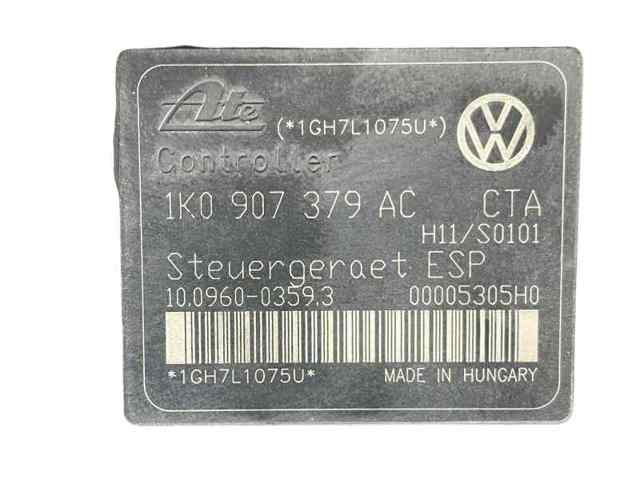 Ate (*1GH7L1075U*)
Controller
1K0 907 379 AC CTA
H11/S0101
Steuergeraet ESP
10.0960-0359.3 00005305H0
*1GH7L1075U* MADE IN HUNGARY